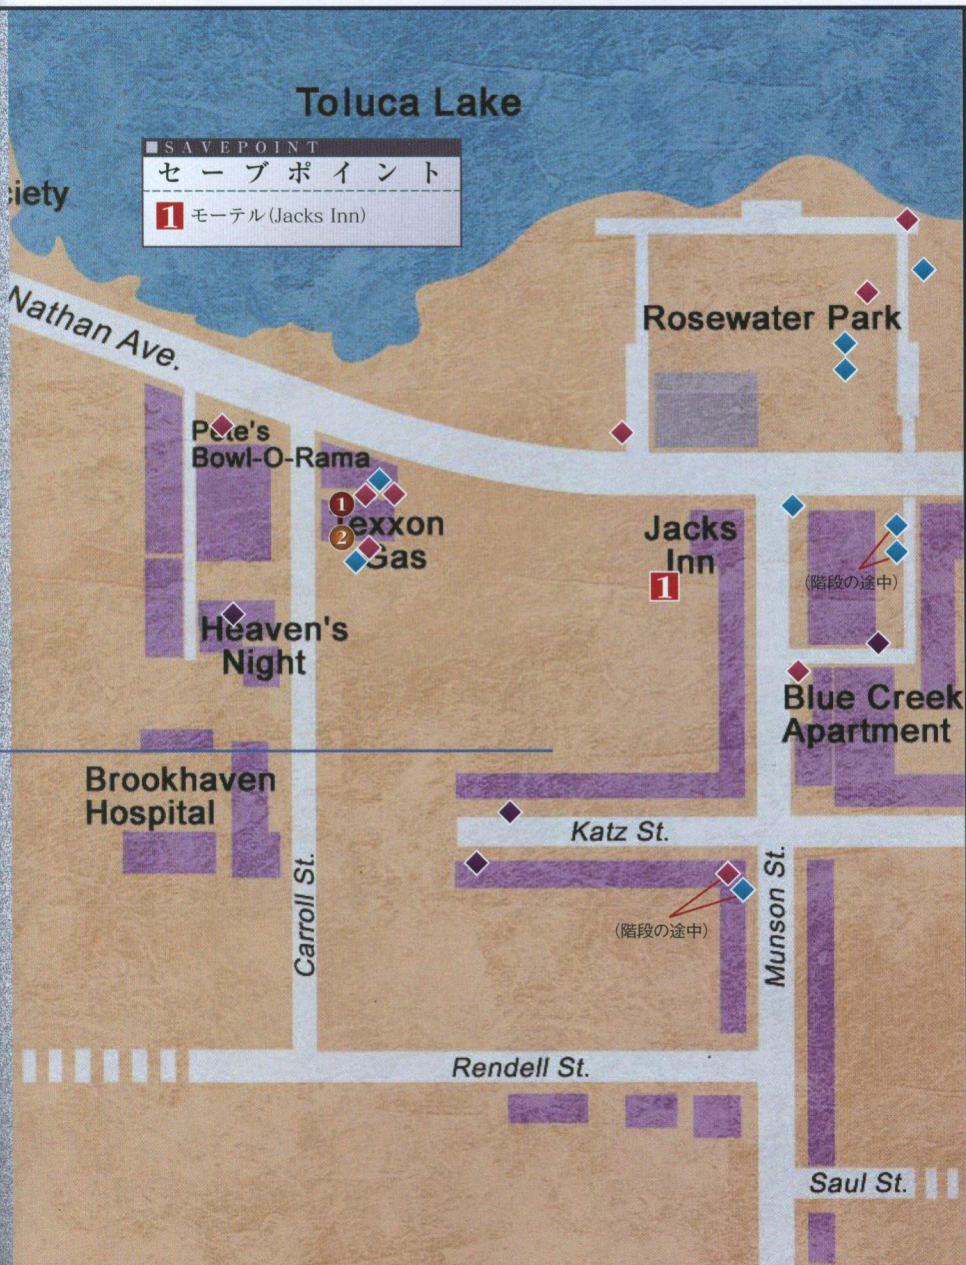 Toluca Lake
SAVEPOINT
セーブポイント
1 モーテル(Jacks Inn)
ciety
Nathan Ave.
Rosewater Park
Pete's
Bowl-O-Rama
1
Texxon
2
Gas
Jacks
Inn
1
(階段の途中)
Heaven's
Night
Blue Creek
Apartment
Brookhaven
Hospital
Katz St.
Carroll St.
(階段の途中)
Munson St.
Rendell St.
Saul St.